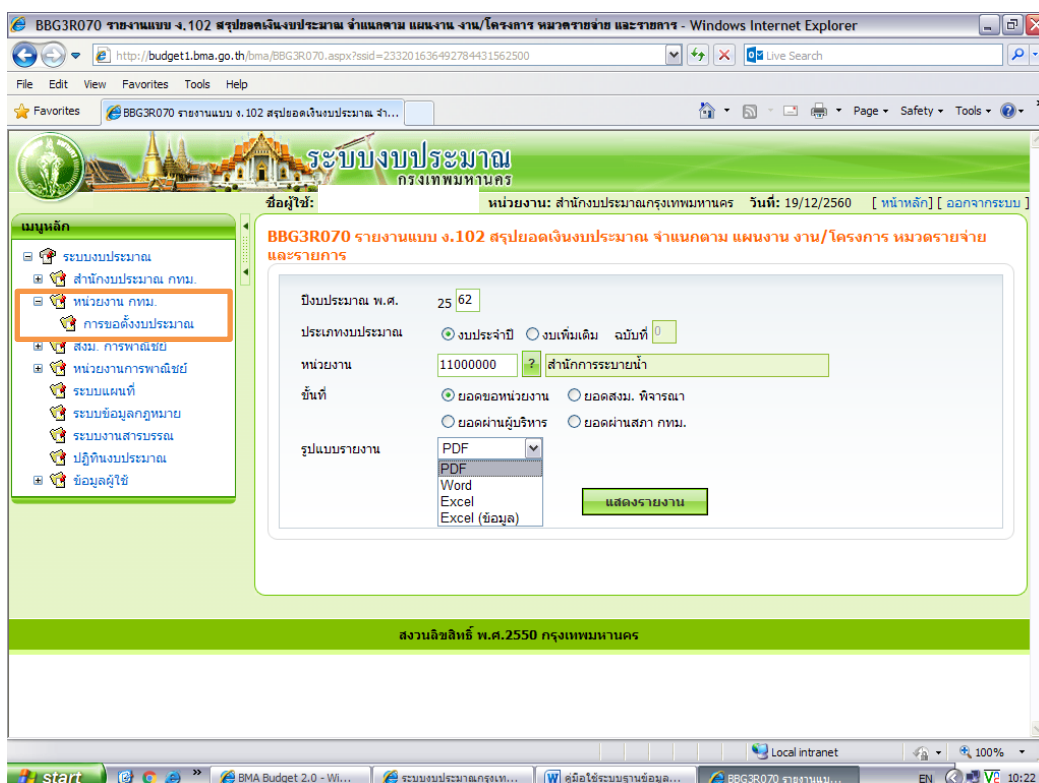 BBG3R070 รายงานแบบ ง.102 สรุปยอดเงินงบประมาณ จำแนกตาม แผนงาน งาน/โครงการ หมวดรายจ่าย และรายการ - Windows Internet Explorer
http://budget1.bma.go.th/bma/BBG3R070.aspx?ssid=233201636492784431562500
Live Search
File Edit View Favorites Tools Help
Favorites
BBG3R070 รายงานแบบ ง.102 สรุปยอดเงินงบประมาณ จำ...
Page Safety Tools
ระบบงบประมาณ
กรุงเทพมหานคร
ชื่อผู้ใช้: หน่วยงาน: สำนักงบประมาณกรุงเทพมหานคร วันที่: 19/12/2560 [ หน้าหลัก] [ ออกจากระบบ ]
เมนูหลัก
ระบบงบประมาณ
สำนักงบประมาณ กทม.
หน่วยงาน กทม.
การขอตั้งงบประมาณ
สงม. การพาณิชย์
หน่วยงานการพาณิชย์
ระบบแผนที่
ระบบข้อมูลกฎหมาย
ระบบงานสารบรรณ
ปฏิทินงบประมาณ
ข้อมูลผู้ใช้
BBG3R070 รายงานแบบ ง.102 สรุปยอดเงินงบประมาณ จำแนกตาม แผนงาน งาน/โครงการ หมวดรายจ่าย
และรายการ
ปีงบประมาณ พ.ศ. 25 62
ประเภทงบประมาณ งบประจำปี งบเพิ่มเติม ฉบับที่ 0
หน่วยงาน 11000000 ? สำนักการระบายน้ำ
ขั้นที่ ยอดขอหน่วยงาน ยอดสงม. พิจารณา
ยอดผ่านผู้บริหาร ยอดผ่านสภา กทม.
รูปแบบรายงาน PDF
PDF
Word
Excel
Excel (ข้อมูล)
แสดงรายงาน
สงวนลิขสิทธิ์ พ.ศ.2550 กรุงเทพมหานคร
Local intranet
100%
start
BMA Budget 2.0 - Wi...
ระบบงบประมาณกรุงเท...
คู่มือใช้ระบบฐานข้อมูล...
BBG3R070 รายงานแบ...
EN
10:22